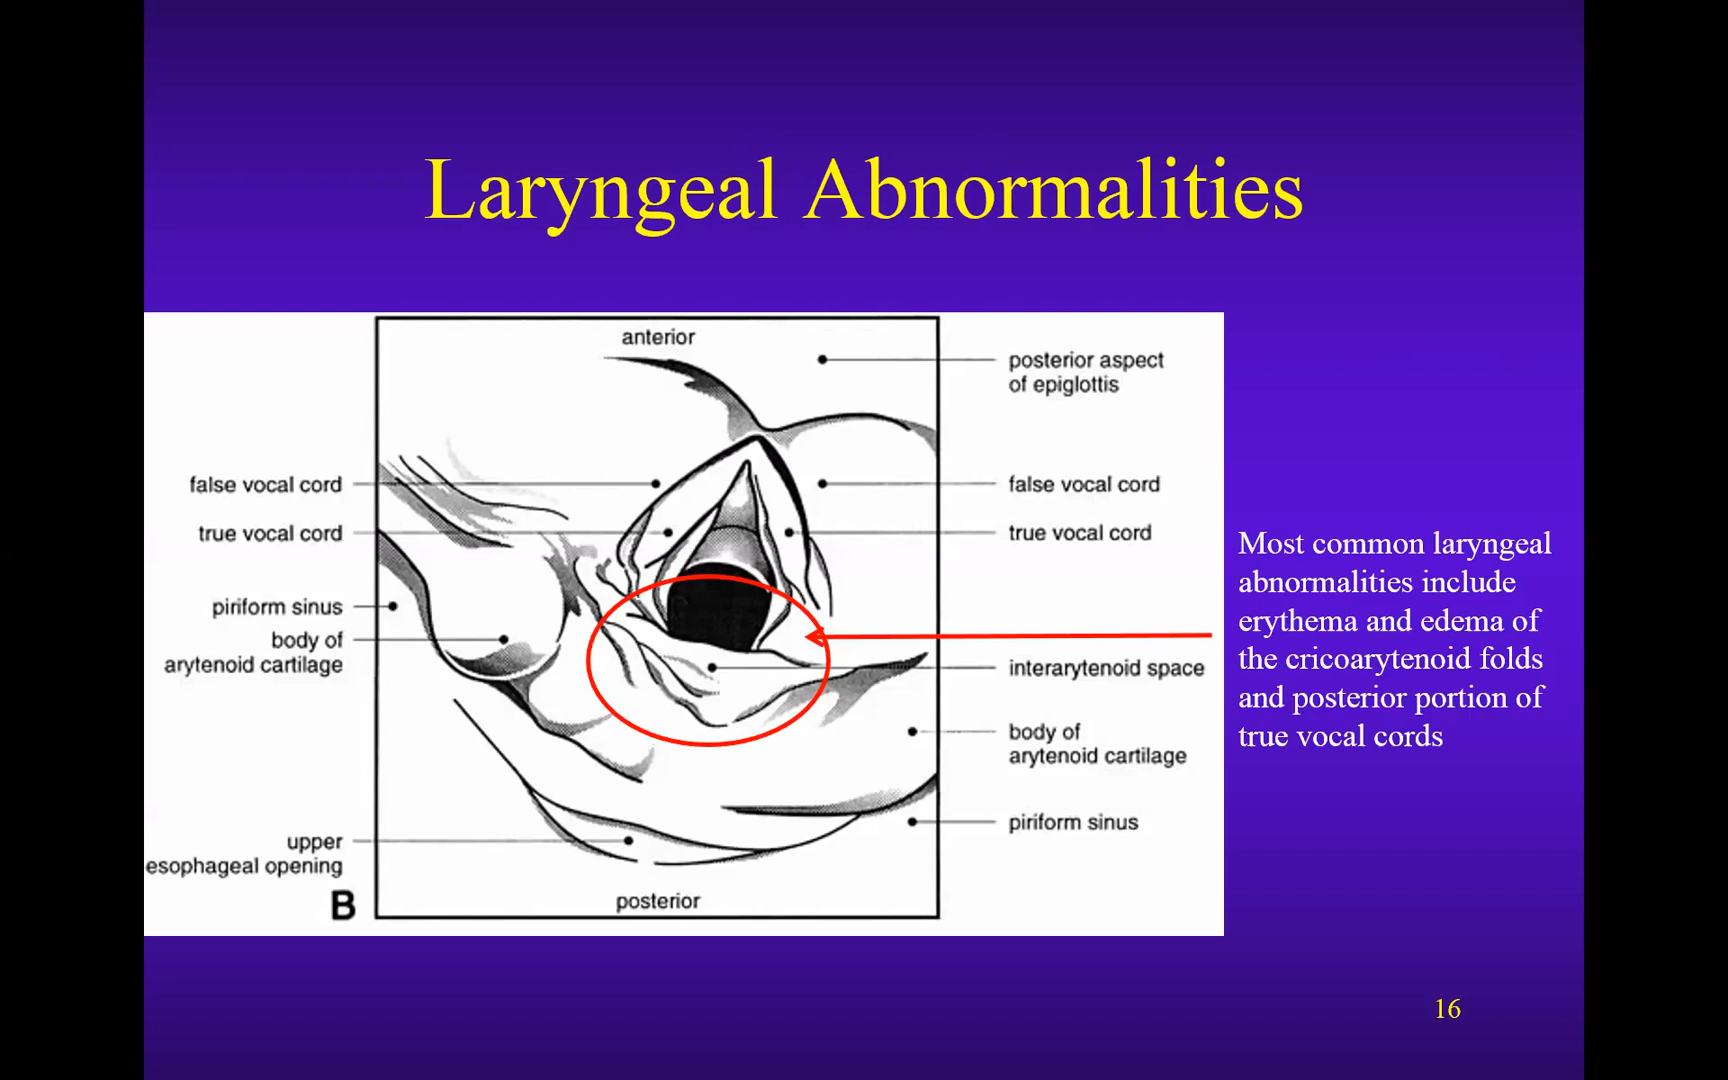 Laryngeal Abnormalities
anterior
posterior aspect
of epiglottis
false vocal cord
false vocal cord
true vocal cord
true vocal cord
piriform sinus
body of
arytenoid cartilage
interarytenoid space
body of
arytenoid cartilage
piriform sinus
upper
esophageal opening
B
posterior
Most common laryngeal
abnormalities include
erythema and edema of
the cricoarytenoid folds
and posterior portion of
true vocal cords
16